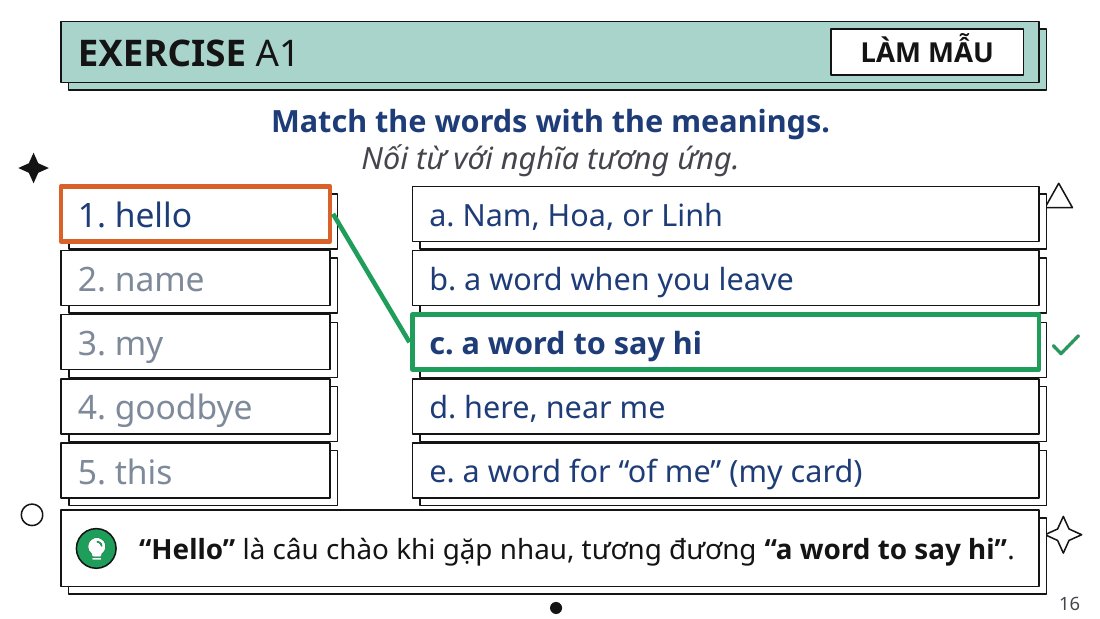 EXERCISE A1
LÀM MẪU
Match the words with the meanings.
Nối từ với nghĩa tương ứng.
1. hello
a. Nam, Hoa, or Linh
2. name
b. a word when you leave
3. my
c. a word to say hi
4. goodbye
d. here, near me
5. this
e. a word for “of me” (my card)
“Hello” là câu chào khi gặp nhau, tương đương “a word to say hi”.
16